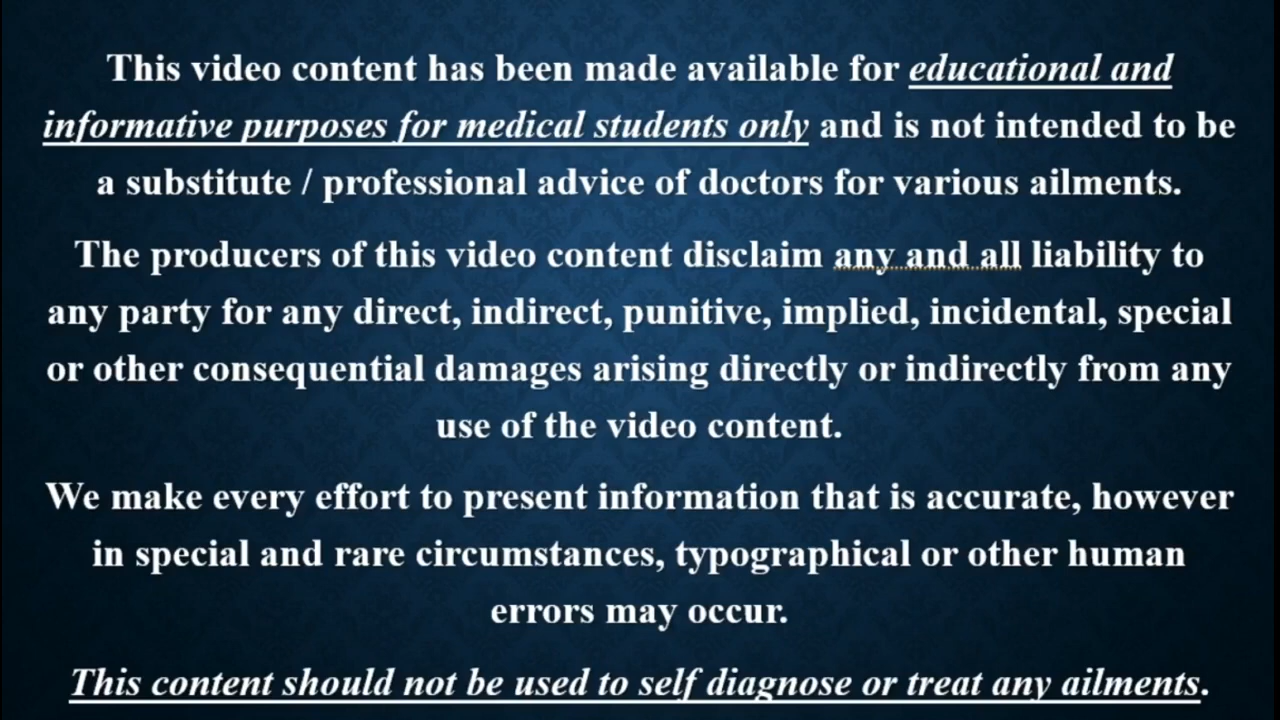 This video content has been made available for educational and
informative purposes for medical students only and is not intended to be
a substitute / professional advice of doctors for various ailments.
The producers of this video content disclaim any and all liability to
any party for any direct, indirect, punitive, implied, incidental, special
or other consequential damages arising directly or indirectly from any
use of the video content.
We make every effort to present information that is accurate, however
in special and rare circumstances, typographical or other human
errors may occur.
This content should not be used to self diagnose or treat any ailments.